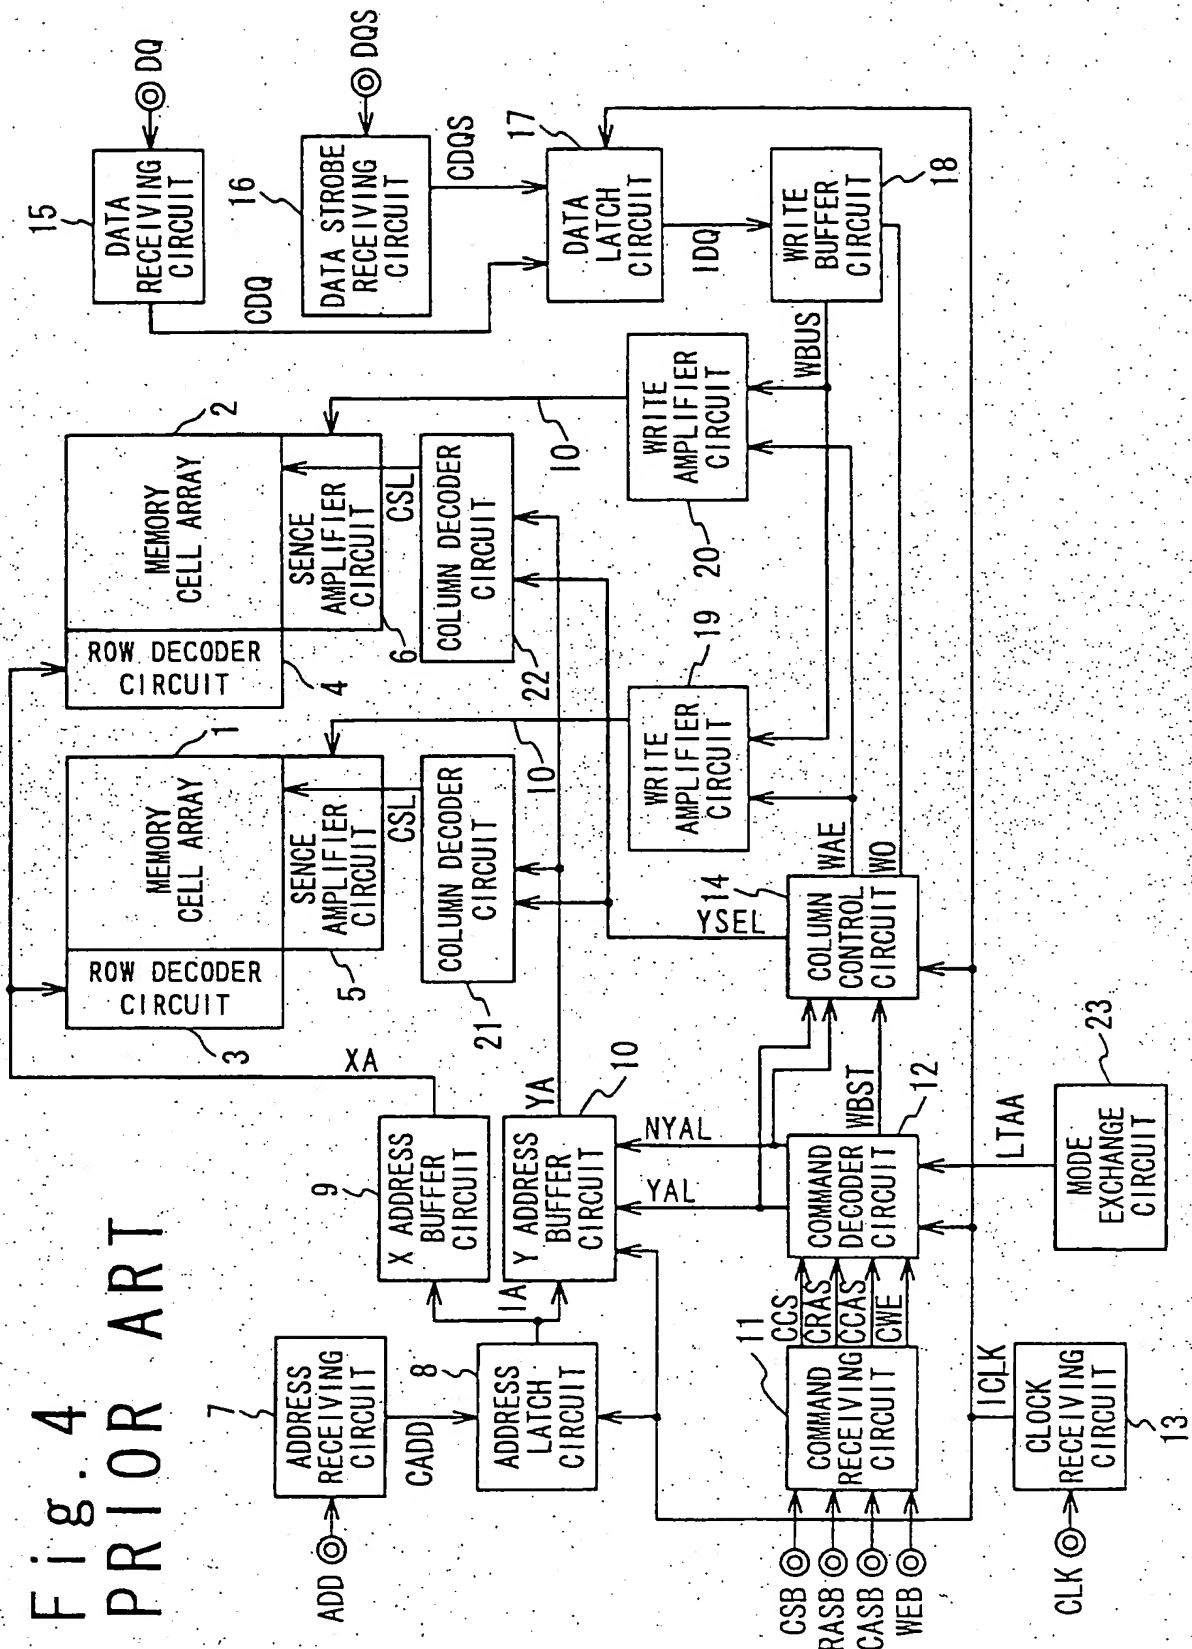 Fig. 4
PRIOR ART
ADD
7
ADDRESS
RECEIVING
CIRCUIT
CADD
8
ADDRESS
LATCH
CIRCUIT
IA
9
X ADDRESS
BUFFER
CIRCUIT
XA
Y ADDRESS
BUFFER
CIRCUIT
10
YA
CSB
RASB
CASB
WEB
11
COMMAND
RECEIVING
CIRCUIT
CCS
CRAS
CCAS
CWE
COMMAND
DECODER
CIRCUIT
12
YAL
NYAL
WBST
CLK
CLOCK
RECEIVING
CIRCUIT
13
ICLK
MODE
EXCHANGE
CIRCUIT
23
LTAA
14
COLUMN
CONTROL
CIRCUIT
YSEL
WAE
WO
ROW DECODER
CIRCUIT
3
MEMORY
CELL ARRAY
1
SENCE
AMPLIFIER
CIRCUIT
5
CSL
COLUMN DECODER
CIRCUIT
21
10
WRITE
AMPLIFIER
CIRCUIT
19
ROW DECODER
CIRCUIT
4
MEMORY
CELL ARRAY
2
SENCE
AMPLIFIER
CIRCUIT
6
CSL
COLUMN DECODER
CIRCUIT
22
10
WRITE
AMPLIFIER
CIRCUIT
20
WBUS
15
DATA
RECEIVING
CIRCUIT
DQ
CDQ
16
DATA STROBE
RECEIVING
CIRCUIT
DQS
CDQS
17
DATA
LATCH
CIRCUIT
IDQ
WRITE
BUFFER
CIRCUIT
18